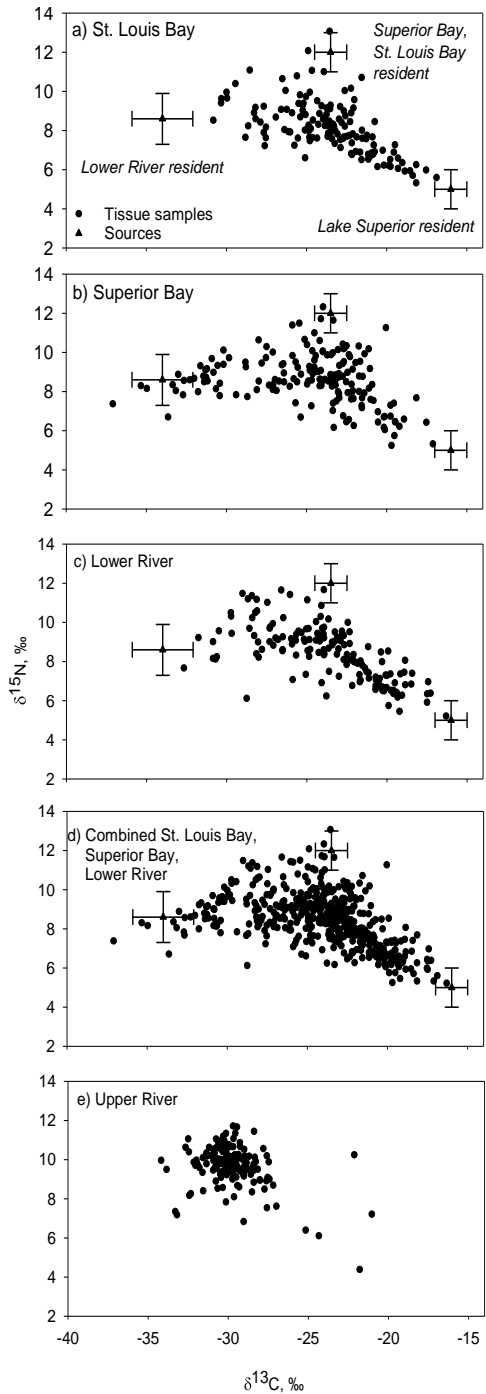 14
a) St. Louis Bay
Superior Bay,
St. Louis Bay
resident
12
10
8
6
Lower River resident
4
Tissue samples
Sources
Lake Superior resident
2
14
b) Superior Bay
12
10
8
6
4
2
14
c) Lower River
12
10
8
6
4
2
δ15N, ‰
14
d) Combined St. Louis Bay,
Superior Bay,
Lower River
12
10
8
6
4
2
14
e) Upper River
12
10
8
6
4
2
-40 -35 -30 -25 -20 -15
δ13C, ‰